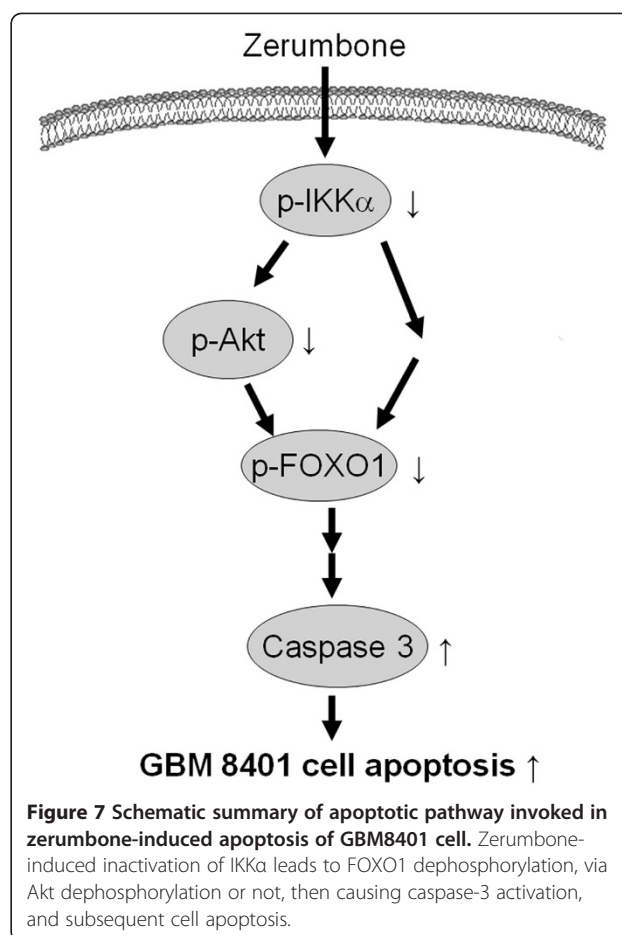 Zerumbone
p-IKKα ↓
p-Akt ↓
p-FOXO1 ↓
Caspase 3 ↑
GBM 8401 cell apoptosis ↑
Figure 7 Schematic summary of apoptotic pathway invoked in
zerumbone-induced apoptosis of GBM8401 cell. Zerumbone-
induced inactivation of IKKα leads to FOXO1 dephosphorylation, via
Akt dephosphorylation or not, then causing caspase-3 activation,
and subsequent cell apoptosis.